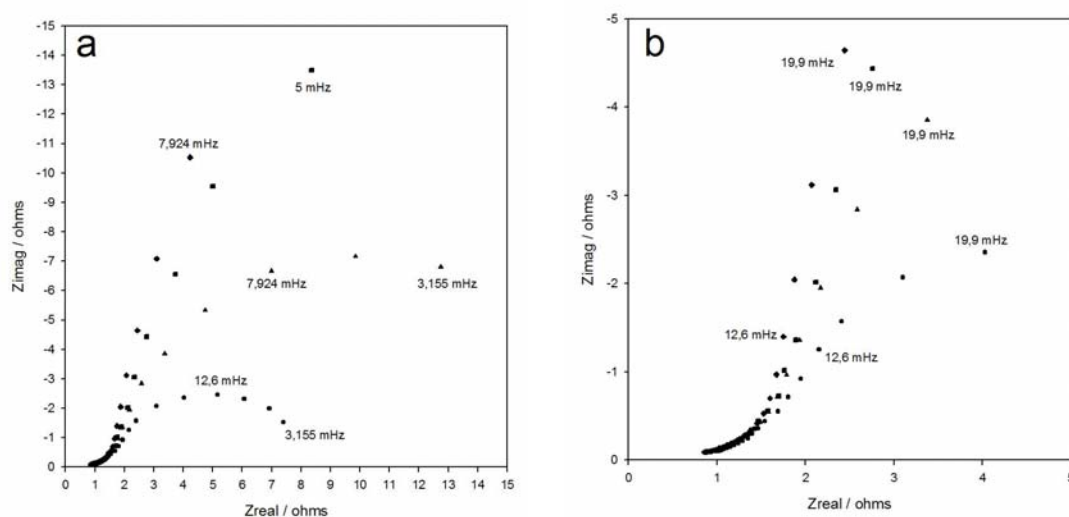 a
-15
-14
-13
-12
-11
-10
-9
-8
-7
-6
-5
-4
-3
-2
-1
0
Zimag / ohms
5 mHz
7,924 mHz
7,924 mHz
3,155 mHz
12,6 mHz
3,155 mHz
0 1 2 3 4 5 6 7 8 9 10 11 12 13 14 15
Zreal / ohms
b
-5
-4
-3
-2
-1
0
Zimag / ohms
19,9 mHz
19,9 mHz
19,9 mHz
19,9 mHz
12,6 mHz
12,6 mHz
0 1 2 3 4 5
Zreal / ohms